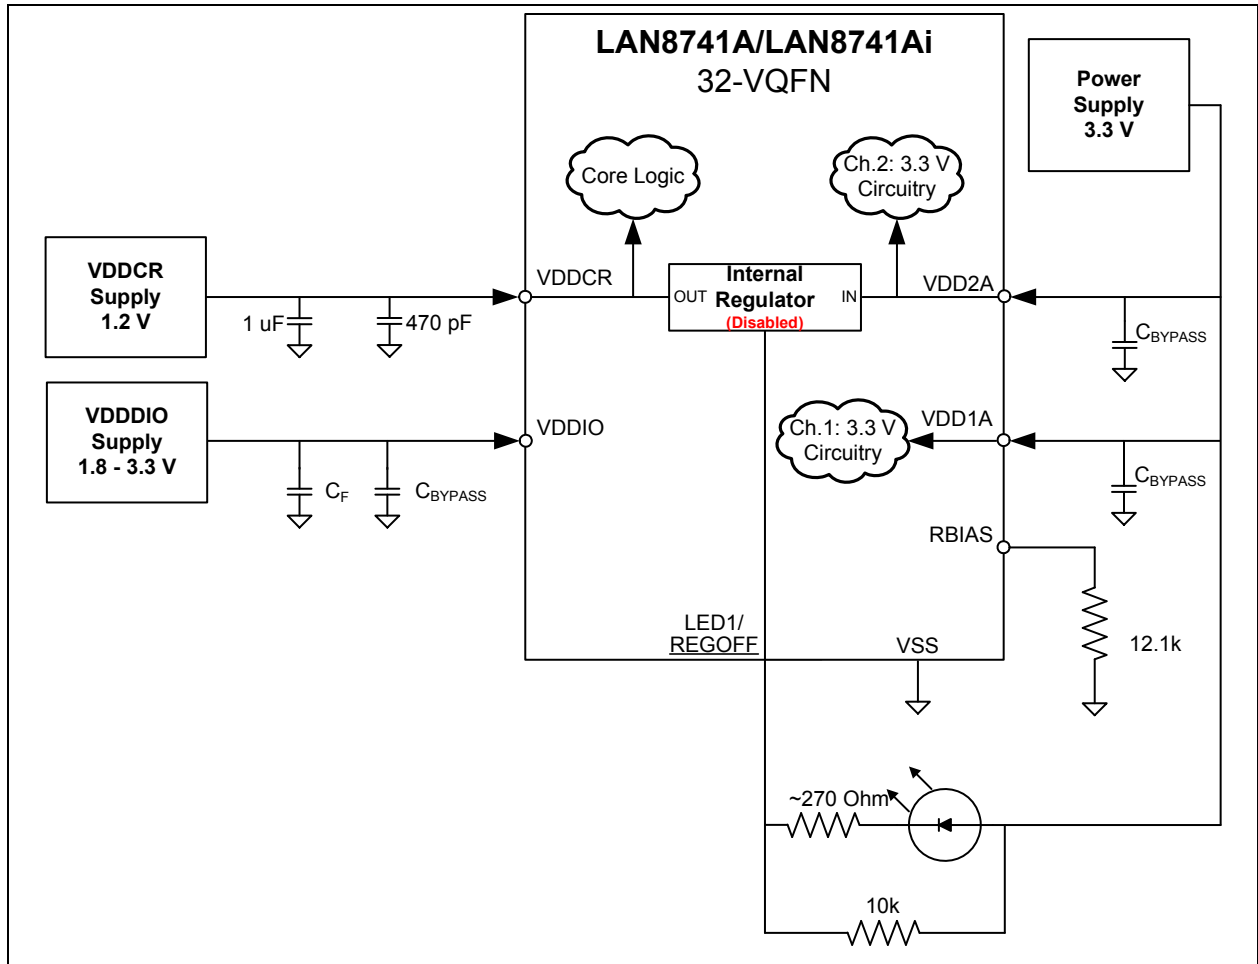 LAN8741A/LAN8741Ai
32-VQFN
Power
Supply
3.3 V
Core Logic
Ch.2: 3.3 V
Circuitry
VDDCR
Supply
1.2 V
VDDCR
OUT
Internal
Regulator
(Disabled)
IN
VDD2A
1 uF
470 pF
CBYPASS
VDDDIO
Supply
1.8 - 3.3 V
VDDIO
Ch.1: 3.3 V
Circuitry
VDD1A
CF
CBYPASS
CBYPASS
RBIAS
12.1k
LED1/
REGOFF
VSS
~270 Ohm
10k